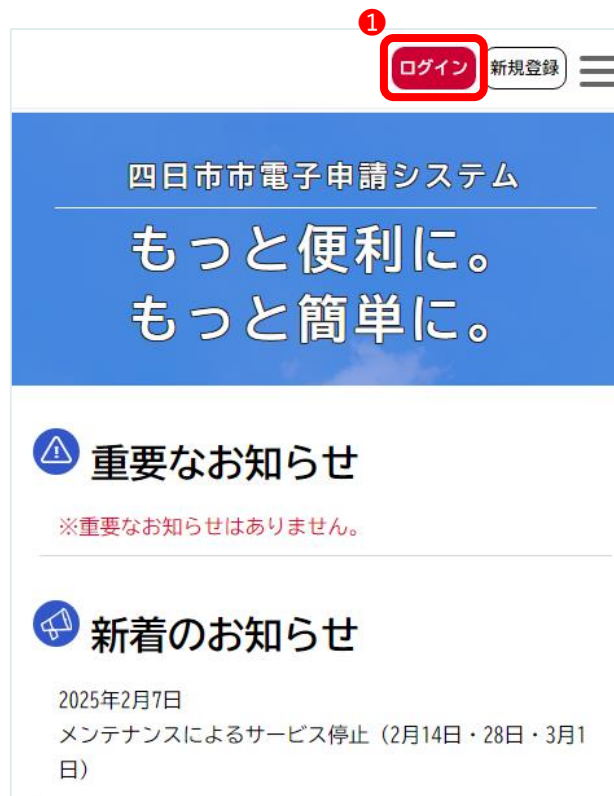 ❶
ログイン 新規登録
四日市市電子申請システム
もっと便利に。
もっと簡単に。
重要なお知らせ
※重要なお知らせはありません。
新着のお知らせ
2025年2月7日
メンテナンスによるサービス停止（2月14日・28日・3月1
日）